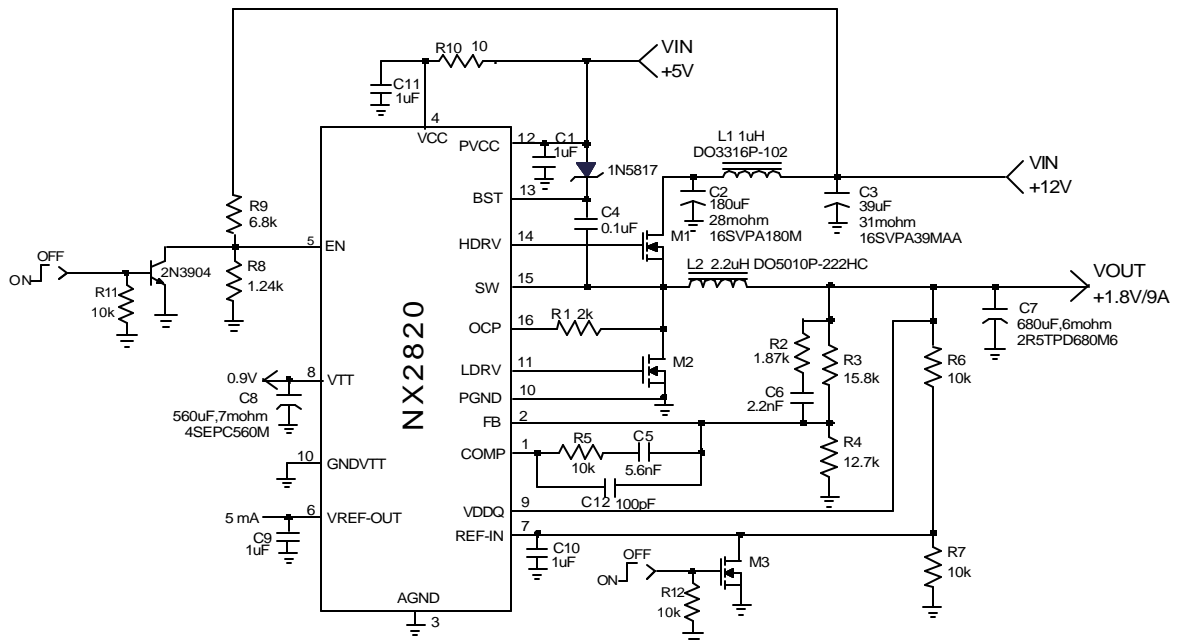 R10 10
VIN
+5V
C11
1uF
4
VCC
12
C1
1uF
PVCC
1N5817
L1 1uH
DO3316P-102
VIN
+12V
13
BST
C2
180uF
28mohm
16SVPA180M
C3
39uF
31mohm
16SVPA39MAA
R9
6.8k
C4
0.1uF
5
EN
14
HDRV
M1
OFF
ON
2N3904
R8
1.24k
L2 2.2uH DO5010P-222HC
15
SW
VOUT
+1.8V/9A
R11
10k
C7
680uF,6mohm
2R5TPD680M6
NX2820
16
OCP
R1 2k
R2
1.87k
R3
15.8k
R6
10k
11
LDRV
M2
0.9V
8
VTT
C8
560uF,7mohm
4SEPC560M
10
PGND
C6
2.2nF
2
FB
1
COMP
R5
10k
C5
5.6nF
R4
12.7k
10
GNDVTT
C12 100pF
9
VDDQ
5 mA
6
VREF-OUT
7
REF-IN
C9
1uF
C10
1uF
OFF
ON
M3
R7
10k
R12
10k
AGND
3